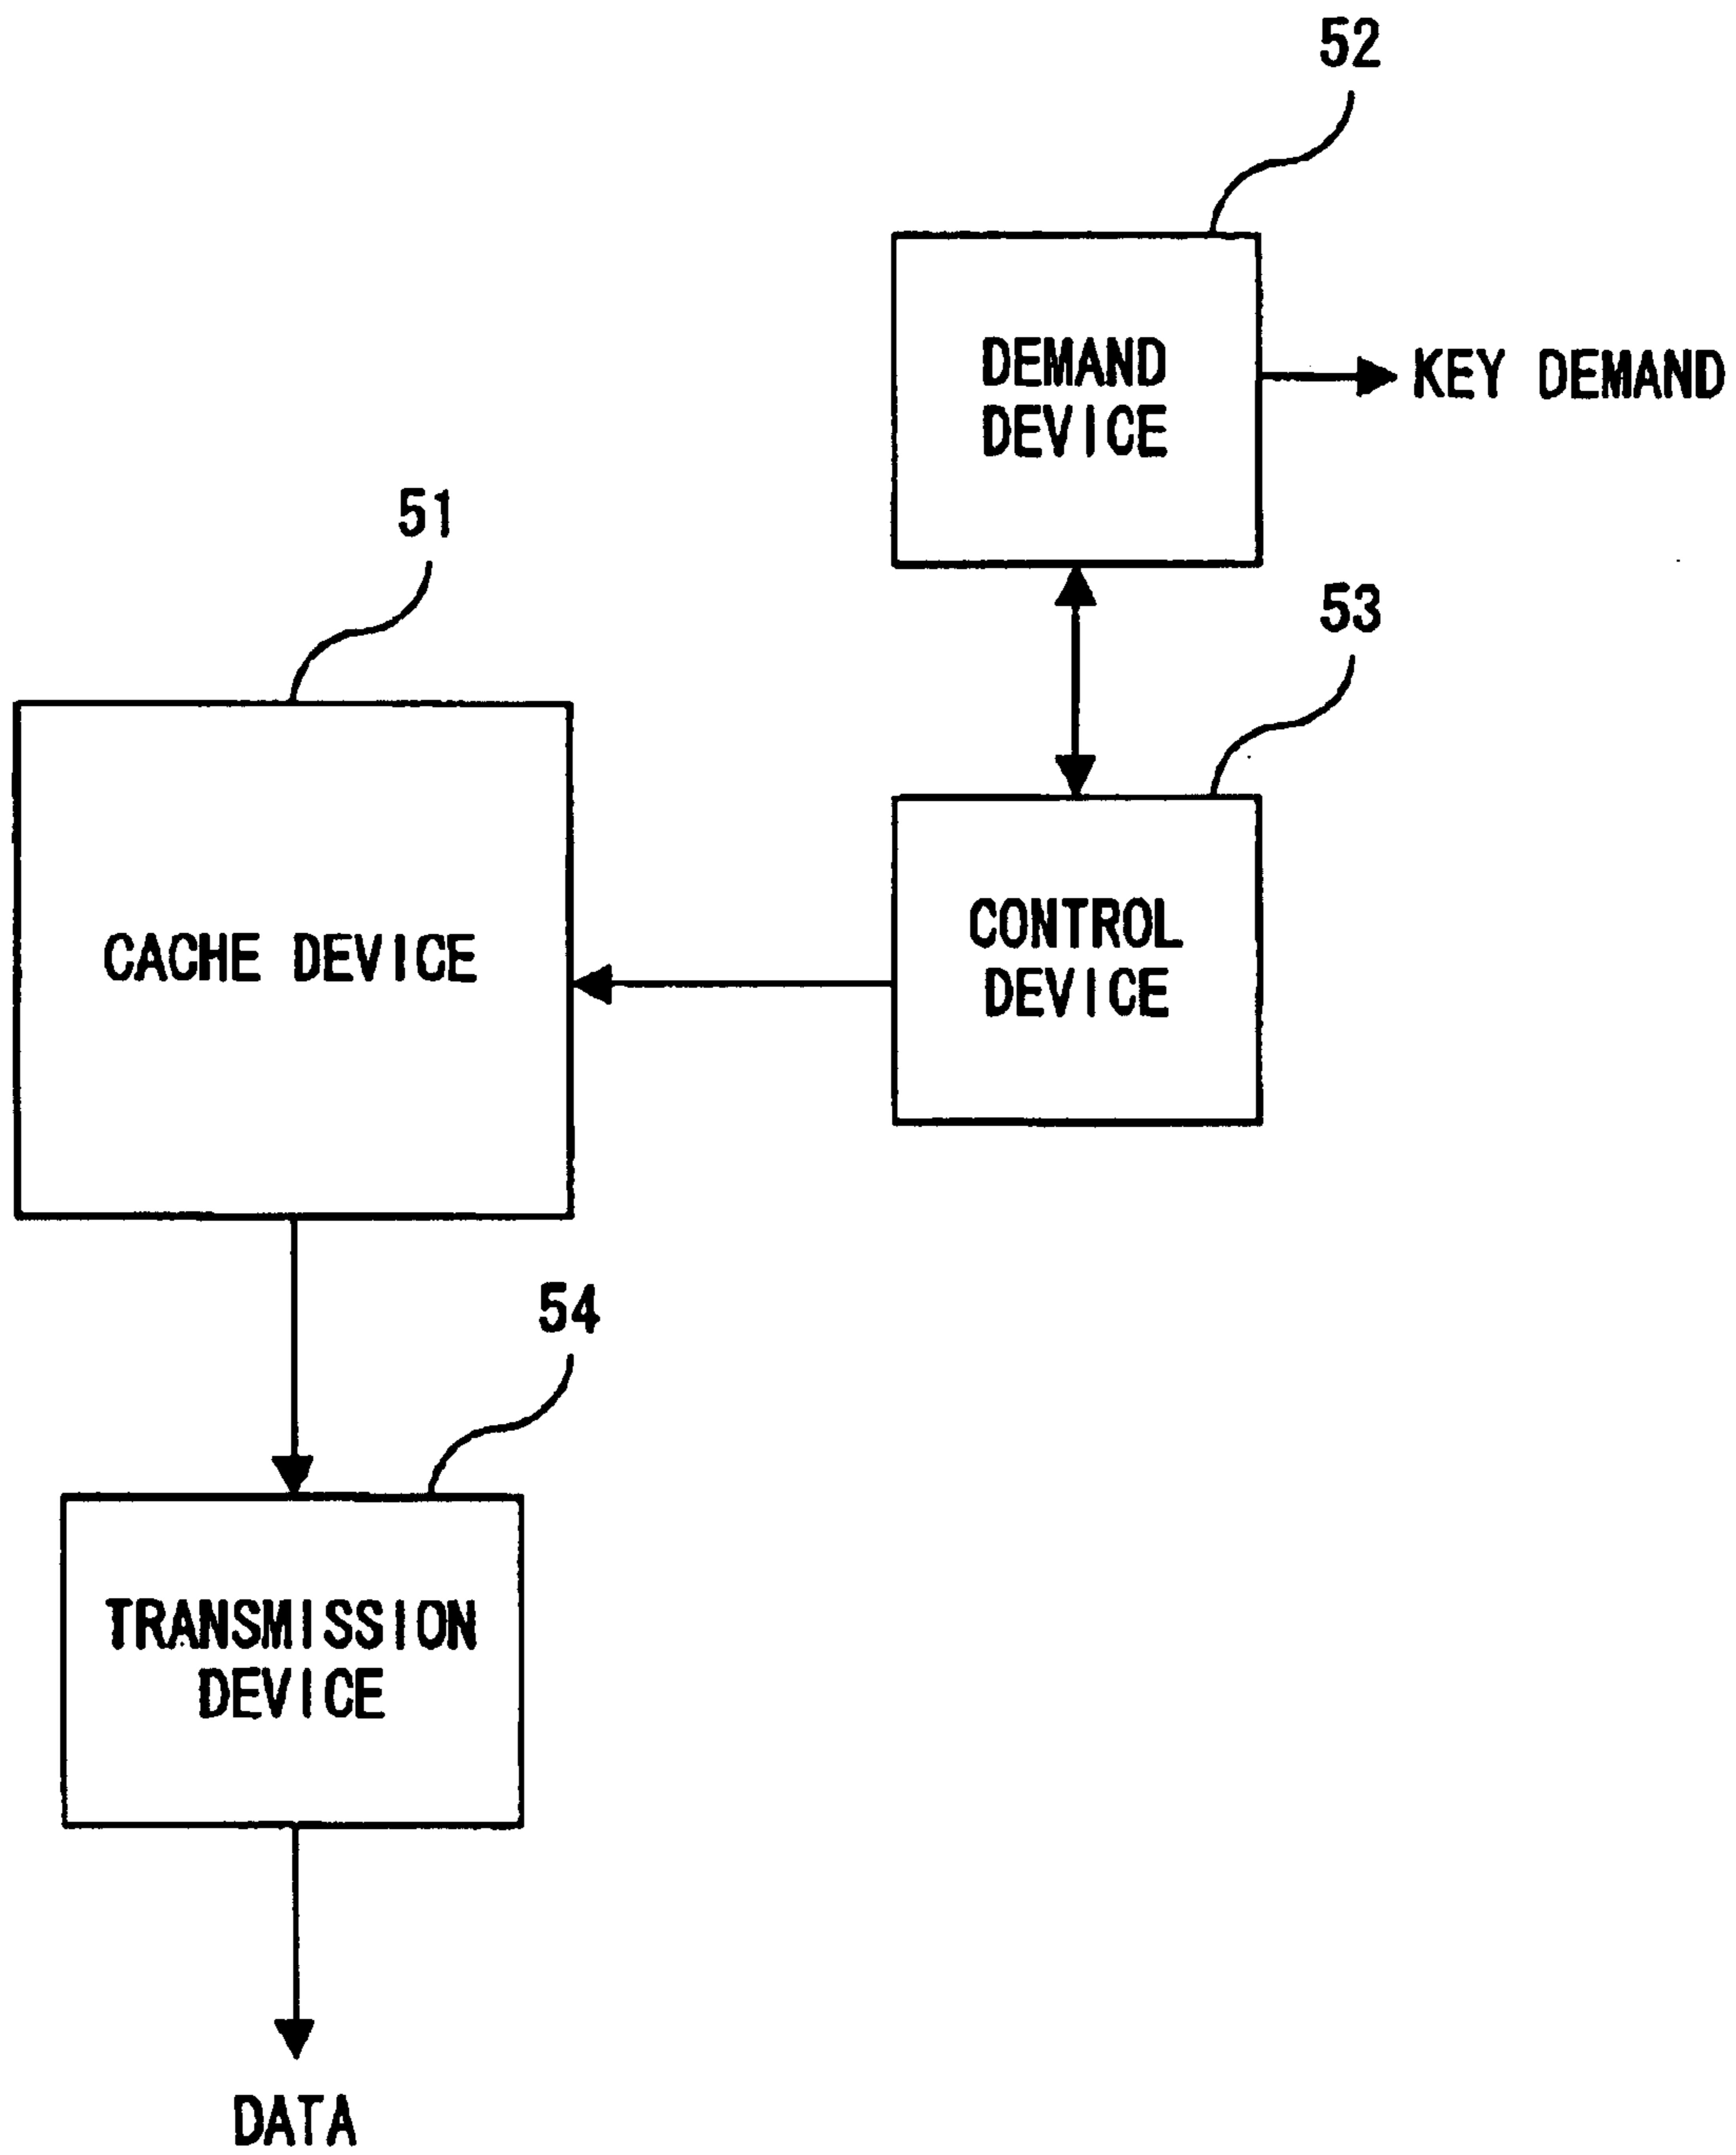 52
DEMAND
DEVICE
KEY DEMAND
51
53
CACHE DEVICE
CONTROL
DEVICE
54
TRANSMISSION
DEVICE
DATA